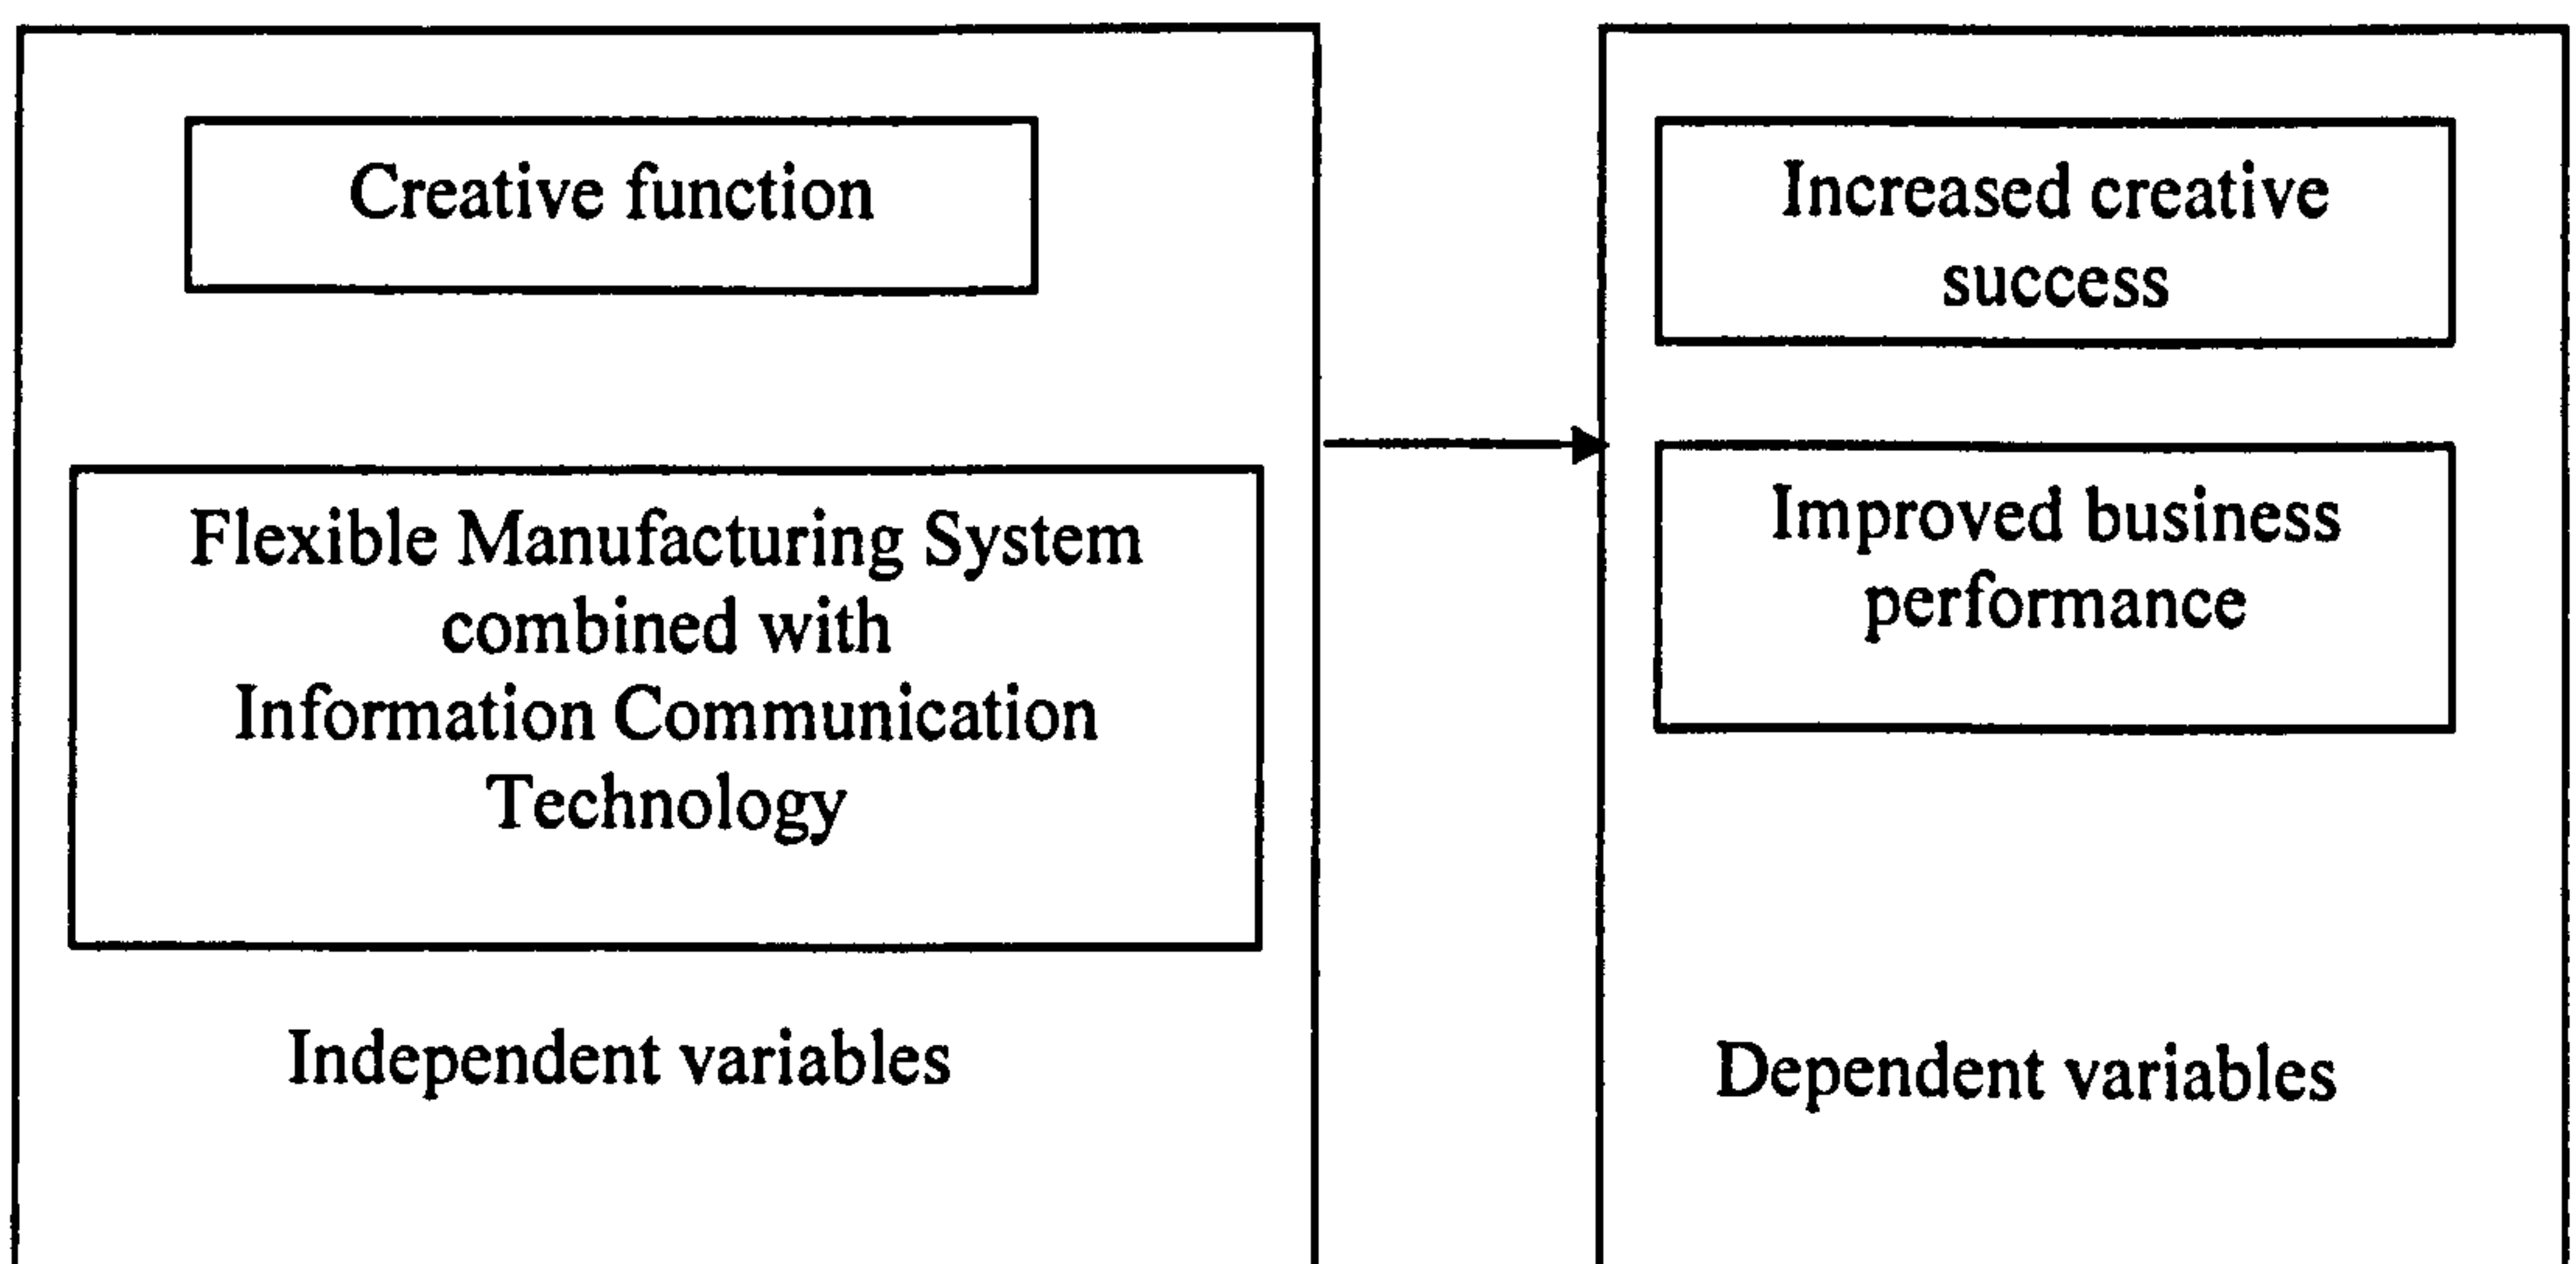 Creative function
Flexible Manufacturing System
combined with
Information Communication
Technology
Independent variables
Increased creative
success
Improved business
performance
Dependent variables